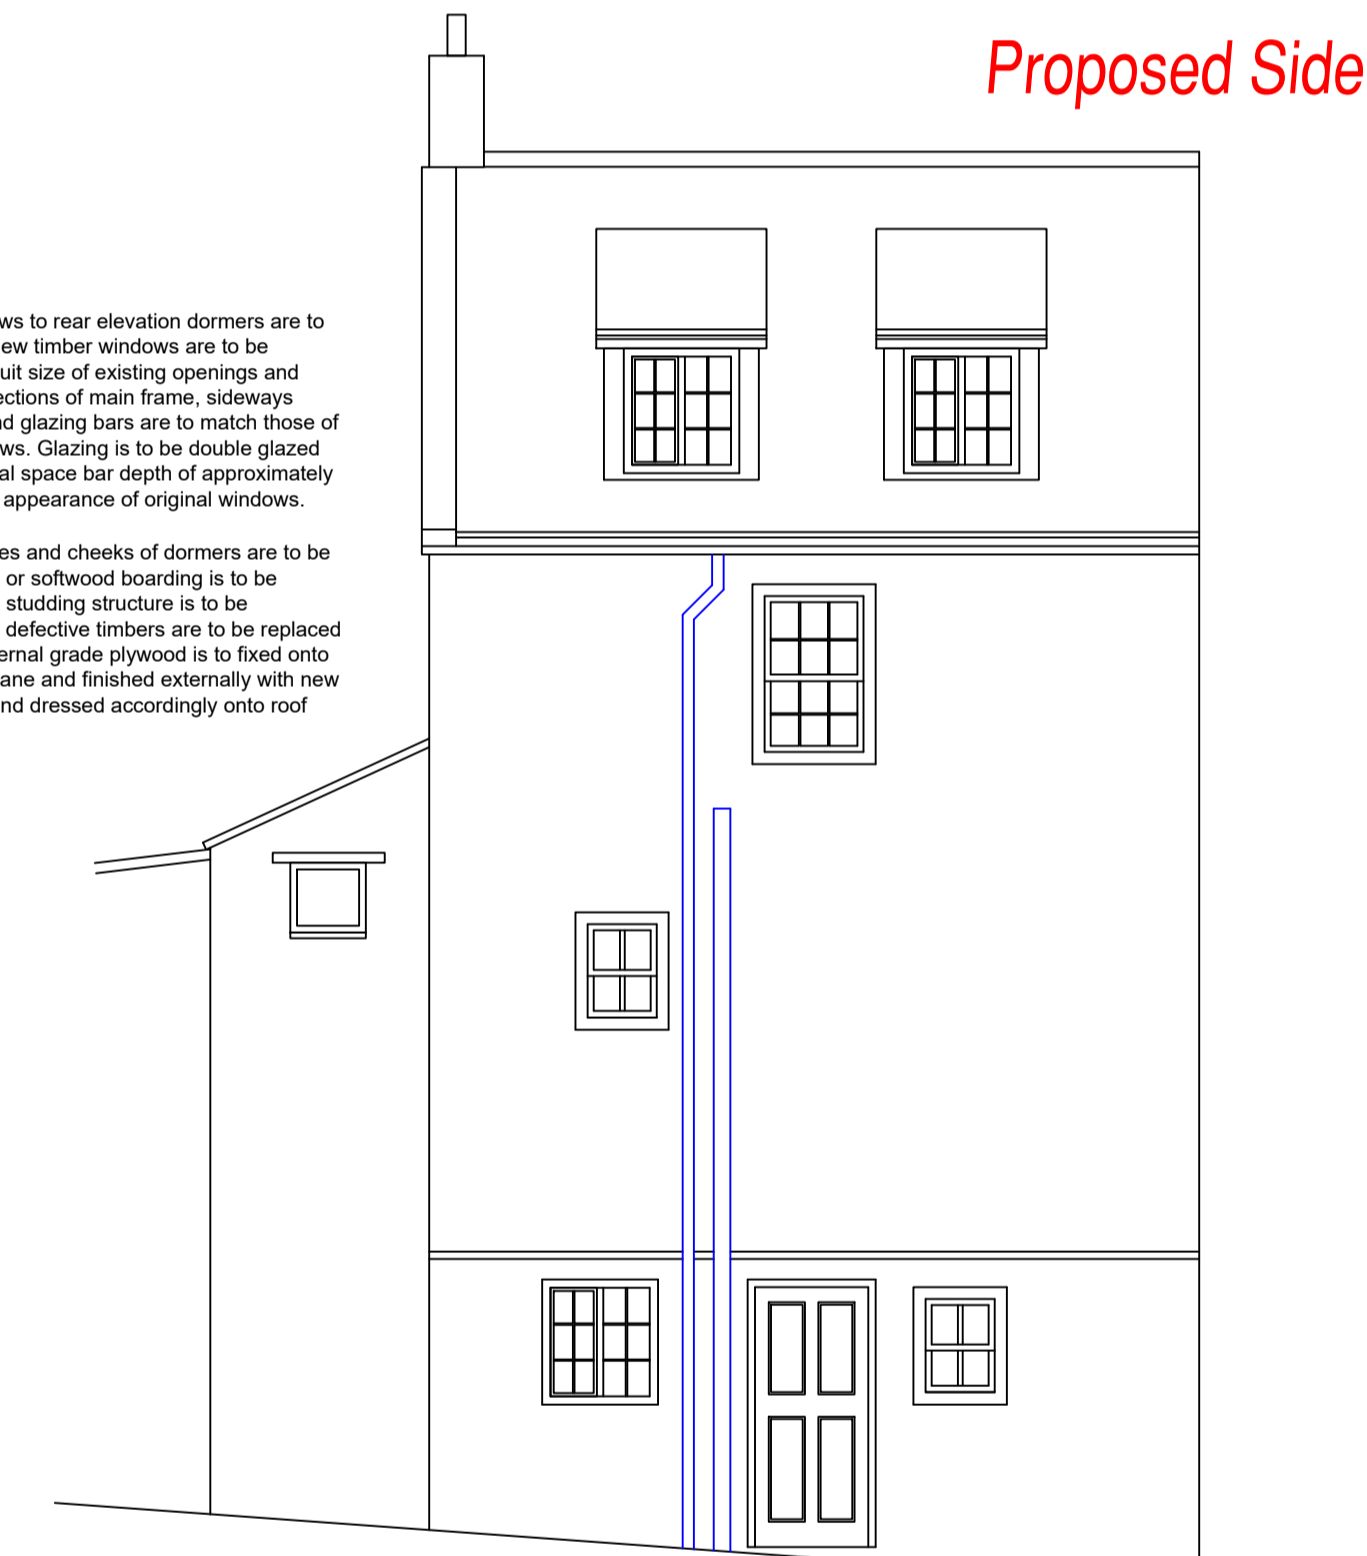 Proposed Side
ws to rear elevation dormers are to
ew timber windows are to be
uit size of existing openings and
ections of main frame, sideways
nd glazing bars are to match those of
ws. Glazing is to be double glazed
al space bar depth of approximately
appearance of original windows.
es and cheeks of dormers are to be
or softwood boarding is to be
studding structure is to be
defective timbers are to be replaced
ernal grade plywood is to fixed onto
ane and finished externally with new
nd dressed accordingly onto roof